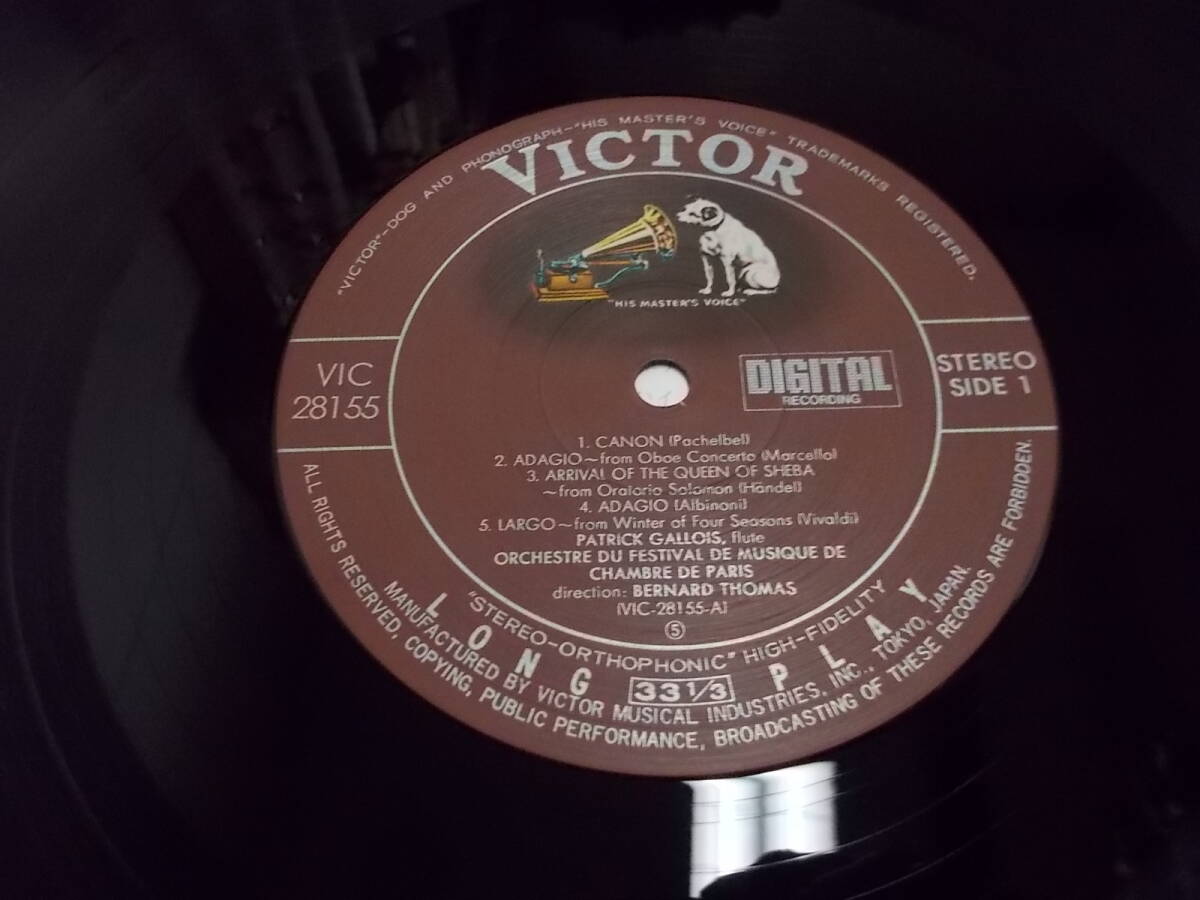 "VICTOR"–DOG AND PHONOGRAPH–"HIS MASTER'S VOICE" TRADEMARKS REGISTERED.
VICTOR
"HIS MASTER'S VOICE"
VIC
28155
DIGITAL
RECORDING
STEREO
SIDE 1
1. CANON (Pachelbel)
2. ADAGIO~from Oboe Concerto (Marcello)
3. ARRIVAL OF THE QUEEN OF SHEBA
~from Oratorio Solomon (Händel)
4. ADAGIO (Albinoni)
5. LARGO~from Winter of Four Seasons (Vivaldi)
PATRICK GALLOIS, flute
ORCHESTRE DU FESTIVAL DE MUSIQUE DE
CHAMBRE DE PARIS
direction: BERNARD THOMAS
[VIC-28155-A]
⑤
"STEREO-ORTHOPHONIC" HIGH-FIDELITY
LONG 33 1/3 PLAY
MANUFACTURED BY VICTOR MUSICAL INDUSTRIES, INC., TOKYO, JAPAN.
ALL RIGHTS RESERVED, COPYING, PUBLIC PERFORMANCE, BROADCASTING OF THESE RECORDS ARE FORBIDDEN.